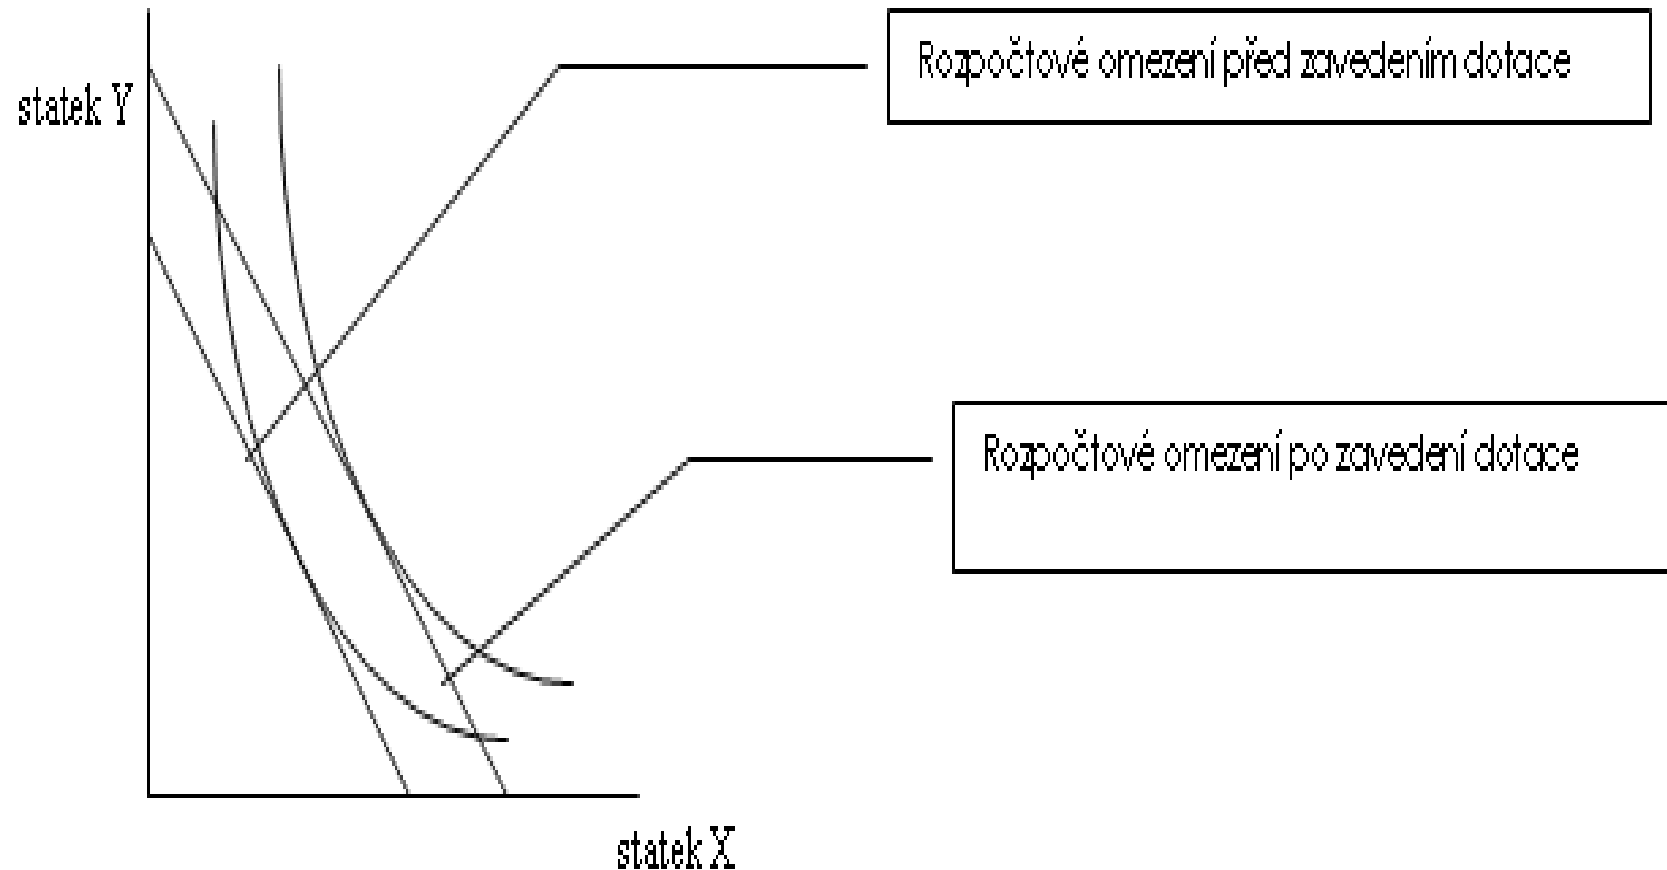 Rozpočtové omezení před zavedením dotace
statek Y
Rozpočtové omezení po zavedení dotace
statek X